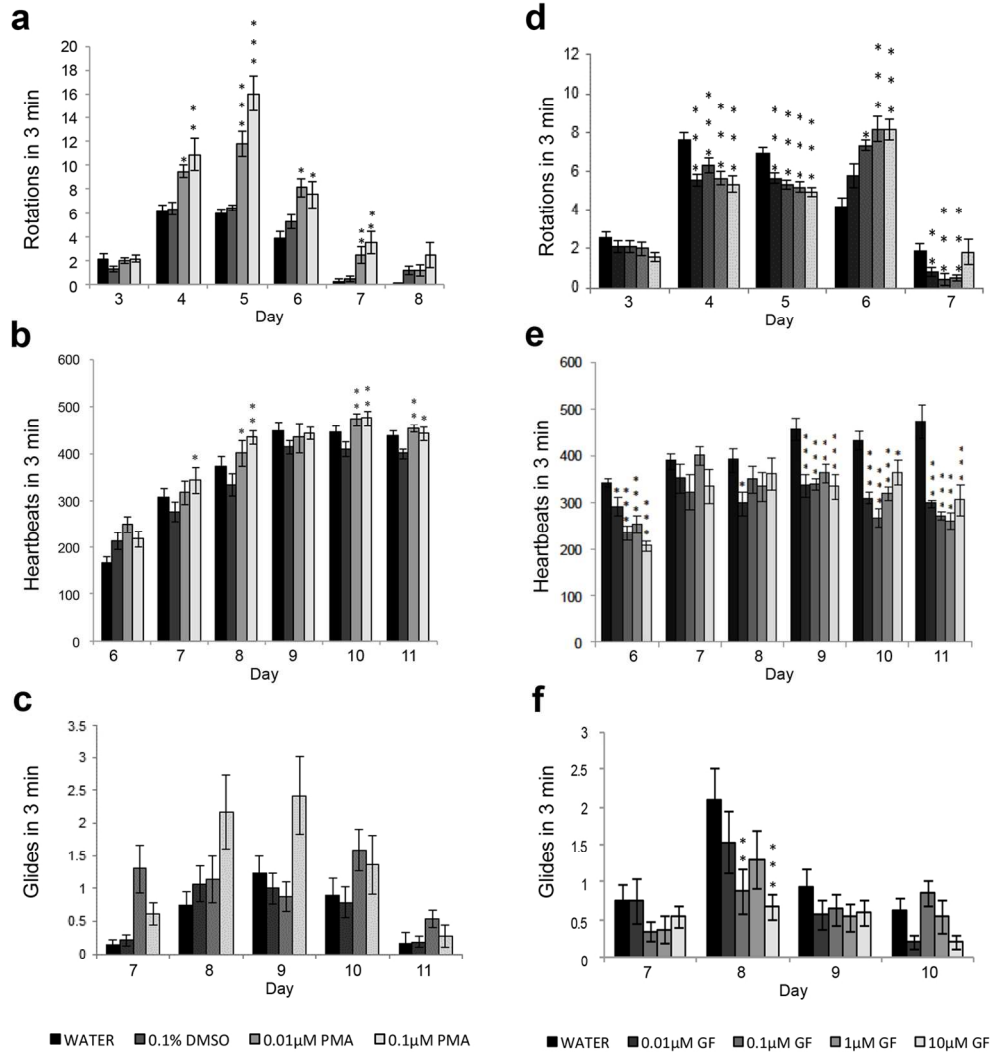 a
Rotations in 3 min
20
18
16
14
12
10
8
6
4
2
0
3 4 5 6 7 8
Day
b
Heartbeats in 3 min
600
500
400
300
200
100
0
6 7 8 9 10 11
Day
c
Glides in 3 min
3.5
3
2.5
2
1.5
1
0.5
0
7 8 9 10 11
Day
WATER 0.1% DMSO 0.01µM PMA 0.1µM PMA
d
Rotations in 3 min
12
10
8
6
4
2
0
3 4 5 6 7
Day
e
Heartbeats in 3 min
600
500
400
300
200
100
0
6 7 8 9 10 11
Day
f
Glides in 3 min
3
2.5
2
1.5
1
0.5
0
7 8 9 10
Day
WATER 0.01µM GF 0.1µM GF 1µM GF 10µM GF